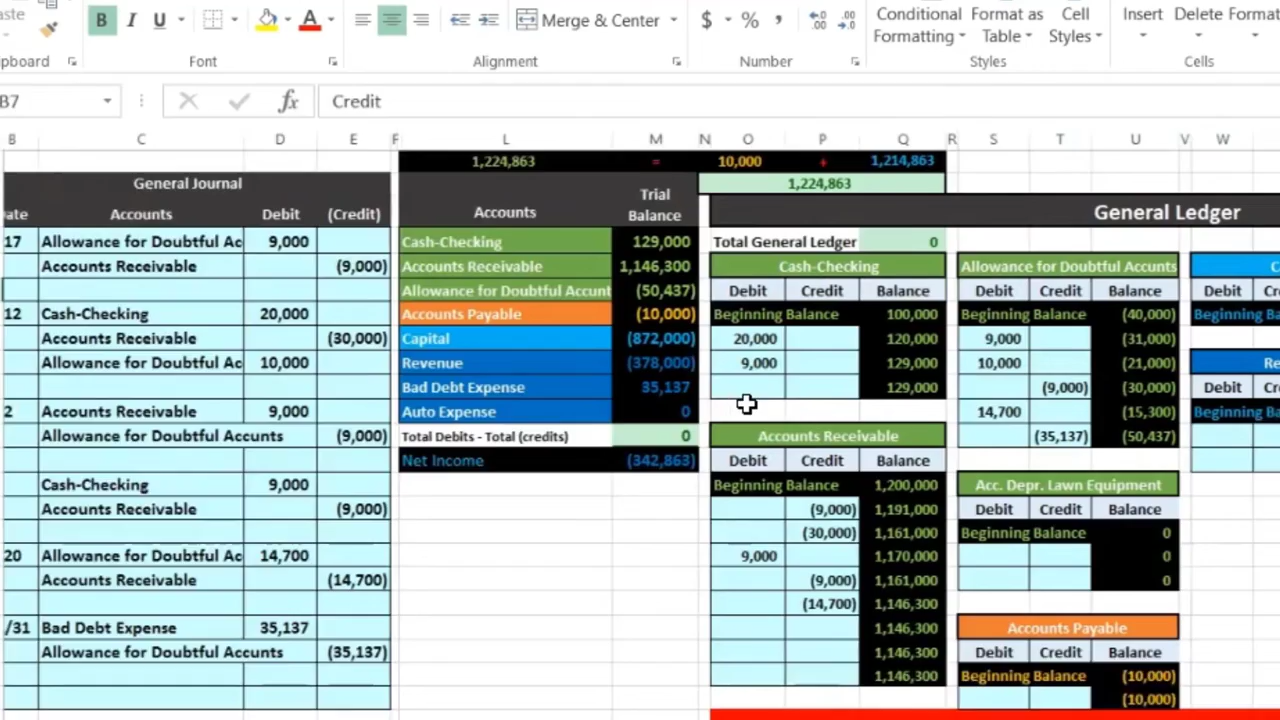 aste
B I U A Merge & Center $ % , Conditional Formatting Format as Table Cell Styles Insert Delete Format
pboard Font Alignment Number Styles Cells
B7 fx Credit
B C D E F L M N O P Q R S T U V W
1,224,863 = 10,000 + 1,214,863
General Journal
ate Accounts Debit (Credit)
17 Allowance for Doubtful Ac 9,000
Accounts Receivable (9,000)
12 Cash-Checking 20,000
Accounts Receivable (30,000)
Allowance for Doubtful Ac 10,000
2 Accounts Receivable 9,000
Allowance for Doubtful Accunts (9,000)
Cash-Checking 9,000
Accounts Receivable (9,000)
20 Allowance for Doubtful Ac 14,700
Accounts Receivable (14,700)
/31 Bad Debt Expense 35,137
Allowance for Doubtful Accunts (35,137)
Accounts Trial Balance
Cash-Checking 129,000
Accounts Receivable 1,146,300
Allowance for Doubtful Accunt (50,437)
Accounts Payable (10,000)
Capital (872,000)
Revenue (378,000)
Bad Debt Expense 35,137
Auto Expense 0
Total Debits - Total (credits) 0
Net Income (342,863)
1,224,863
General Ledger
Total General Ledger 0
Cash-Checking
Debit Credit Balance
Beginning Balance 100,000
20,000 120,000
9,000 129,000
129,000
Accounts Receivable
Debit Credit Balance
Beginning Balance 1,200,000
(9,000) 1,191,000
(30,000) 1,161,000
9,000 1,170,000
(9,000) 1,161,000
(14,700) 1,146,300
1,146,300
1,146,300
1,146,300
Allowance for Doubtful Accunts
Debit Credit Balance
Beginning Balance (40,000)
9,000 (31,000)
10,000 (21,000)
(9,000) (30,000)
14,700 (15,300)
(35,137) (50,437)
Acc. Depr. Lawn Equipment
Debit Credit Balance
Beginning Balance 0
0
0
Accounts Payable
Debit Credit Balance
Beginning Balance (10,000)
(10,000)
C
Debit Cr
Beginning Balanc
Re
Debit Cr
Beginning Balanc